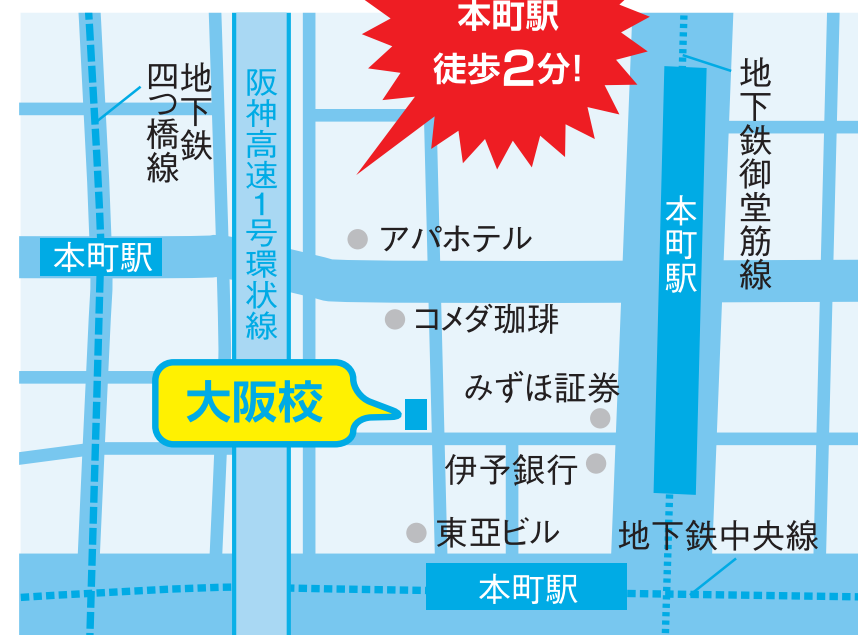 本町駅
徒歩2分!
地下鉄
四つ橋線
阪神高速1号環状線
地下鉄御堂筋線
本町駅
本町駅
アパホテル
コメダ珈琲
大阪校
みずほ証券
伊予銀行
東亞ビル
地下鉄中央線
本町駅